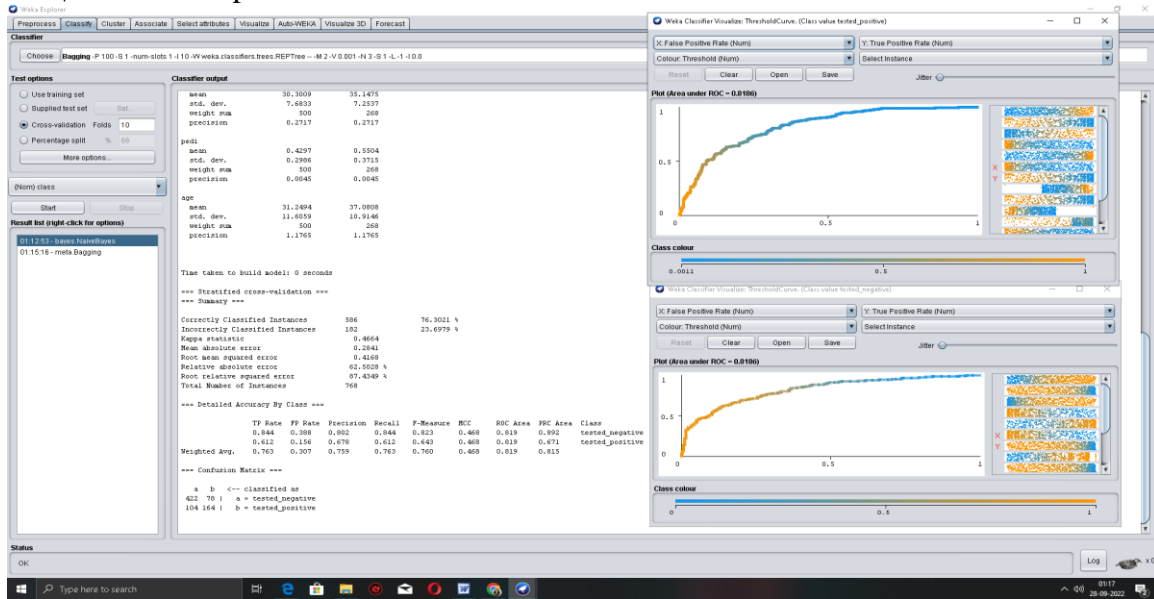 Weka Explorer
Preprocess Classify Cluster Associate Select attributes Visualize Auto-WEKA Visualize 3D Forecast
Classifier
Choose Bagging -P 100 -S 1 -num-slots 1 -I 10 -W weka.classifiers.trees.REPTree -- -M 2 -V 0.001 -N 3 -S 1 -L -1 -I 0.0
Test options
Use training set
Supplied test set Set...
Cross-validation Folds 10
Percentage split % 66
More options...
(Nom) class
Start Stop
Result list (right-click for options)
01:12:53 - bayes.NaiveBayes
01:15:16 - meta.Bagging
Classifier output
mean 30.3009 35.1475
std. dev. 7.6833 7.2537
weight sum 500 268
precision 0.2717 0.2717
pedi
mean 0.4297 0.5504
std. dev. 0.2986 0.3715
weight sum 500 268
precision 0.0045 0.0045
age
mean 31.2494 37.0808
std. dev. 11.6059 10.9146
weight sum 500 268
precision 1.1765 1.1765
Time taken to build model: 0 seconds
=== Stratified cross-validation ===
=== Summary ===
Correctly Classified Instances 586 76.3021 %
Incorrectly Classified Instances 182 23.6979 %
Kappa statistic 0.4664
Mean absolute error 0.2841
Root mean squared error 0.4168
Relative absolute error 62.5028 %
Root relative squared error 87.4349 %
Total Number of Instances 768
=== Detailed Accuracy By Class ===
TP Rate FP Rate Precision Recall F-Measure MCC ROC Area PRC Area Class
0.844 0.388 0.802 0.844 0.823 0.468 0.819 0.892 tested_negative
0.612 0.156 0.678 0.612 0.643 0.468 0.819 0.671 tested_positive
Weighted Avg. 0.763 0.307 0.759 0.763 0.760 0.468 0.819 0.815
=== Confusion Matrix ===
a b <-- classified as
422 78 | a = tested_negative
104 164 | b = tested_positive
Weka Classifier Visualize: ThresholdCurve. (Class value tested_positive)
X: False Positive Rate (Num) Y: True Positive Rate (Num)
Colour: Threshold (Num) Select Instance
Reset Clear Open Save Jitter
Plot (Area under ROC = 0.8186)
1
0.5
0
0 0.5 1
X
Y
Class colour
0.0011 0.5 1
Weka Classifier Visualize: ThresholdCurve. (Class value tested_negative)
X: False Positive Rate (Num) Y: True Positive Rate (Num)
Colour: Threshold (Num) Select Instance
Reset Clear Open Save Jitter
Plot (Area under ROC = 0.8186)
1
0.5
0
0 0.5 1
X
Y
Class colour
0 0.5 1
Status
OK
Log x 0
Type here to search
01:17
28-09-2022